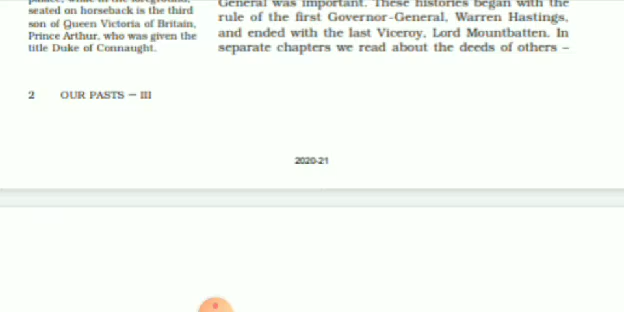 seated on horseback is the third
son of Queen Victoria of Britain,
Prince Arthur, who was given the
title Duke of Connaught.
General was important. These histories began with the
rule of the first Governor-General, Warren Hastings,
and ended with the last Viceroy, Lord Mountbatten. In
separate chapters we read about the deeds of others –
2 OUR PASTS – III
2020-21